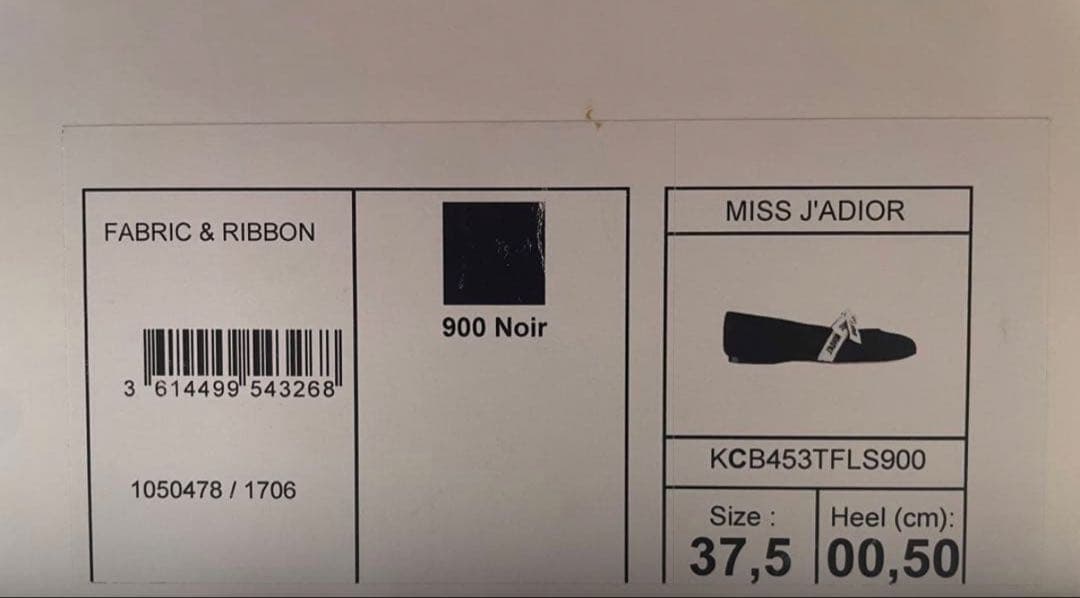 FABRIC & RIBBON
3 614499 543268
1050478 / 1706
900 Noir
MISS J'ADIOR
KCB453TFLS900
Size :
37,5
Heel (cm):
00,50